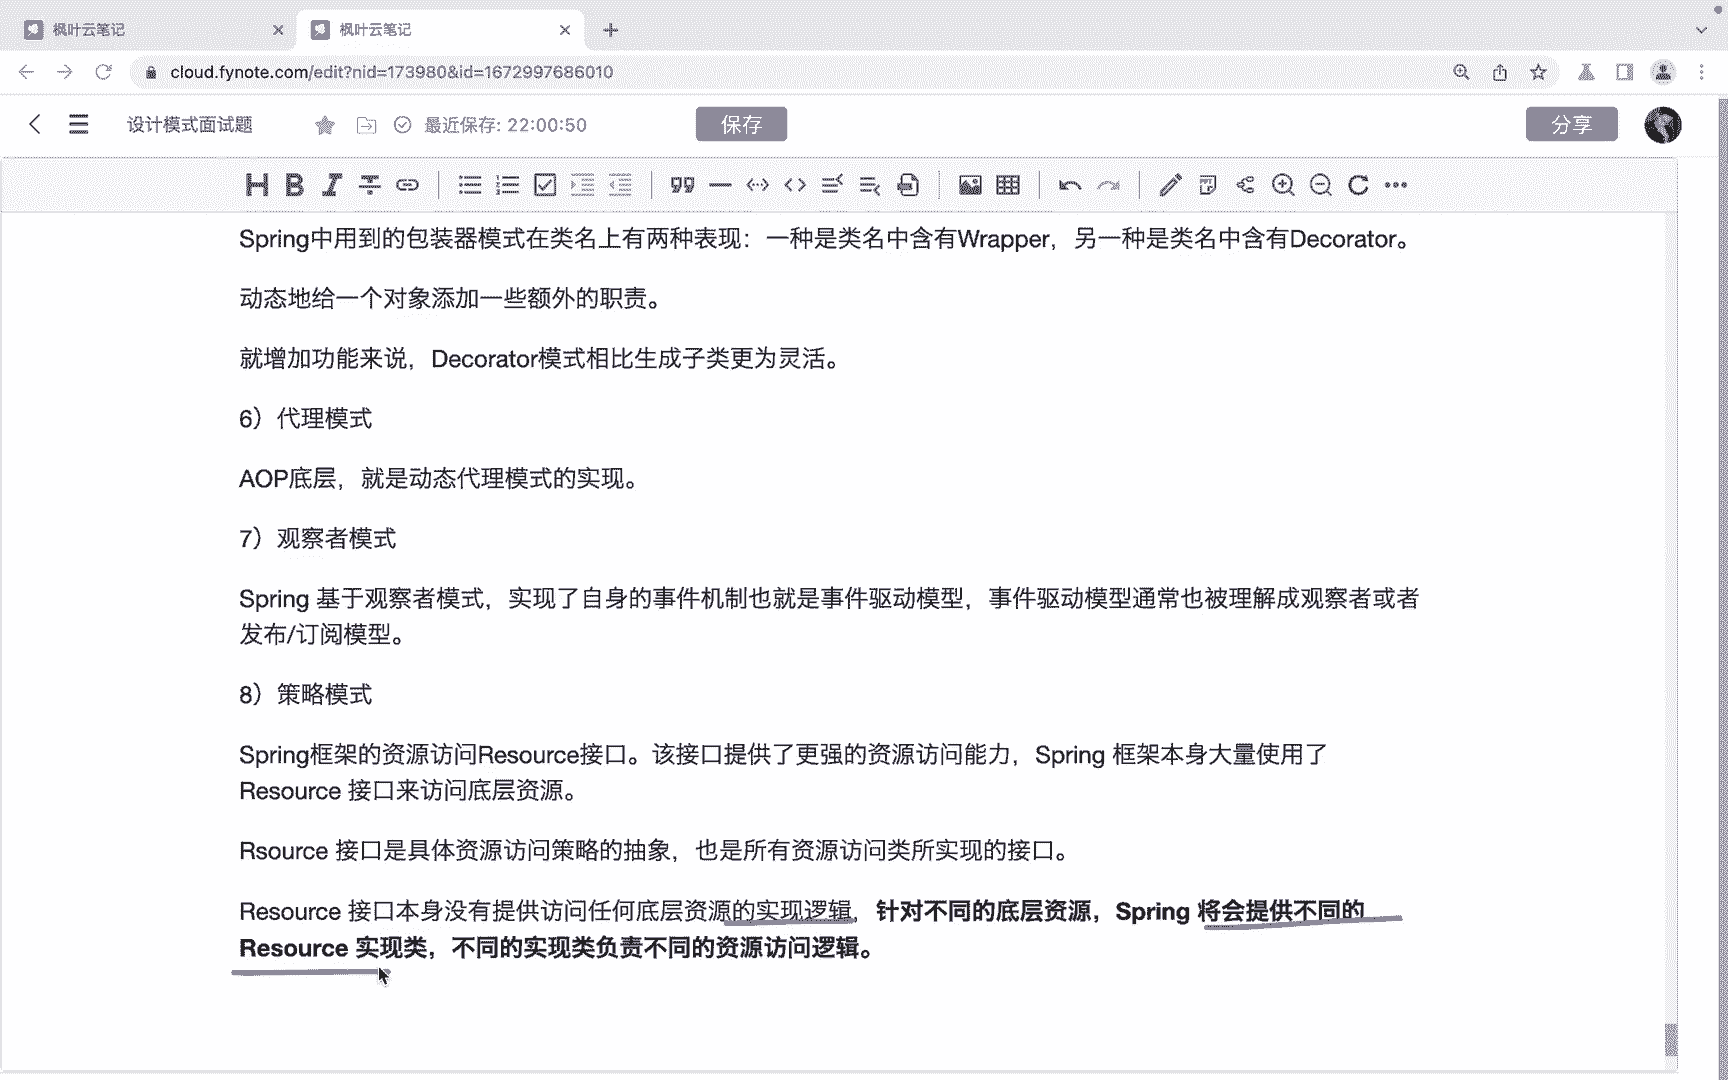 枫叶云笔记
枫叶云笔记
cloud.fynote.com/edit?nid=173980&id=1672997686010
设计模式面试题
最近保存: 22:00:50
保存
分享
Spring中用到的包装器模式在类名上有两种表现：一种是类名中含有Wrapper，另一种是类名中含有Decorator。
动态地给一个对象添加一些额外的职责。
就增加功能来说，Decorator模式相比生成子类更为灵活。
6）代理模式
AOP底层，就是动态代理模式的实现。
7）观察者模式
Spring 基于观察者模式，实现了自身的事件机制也就是事件驱动模型，事件驱动模型通常也被理解成观察者或者
发布/订阅模型。
8）策略模式
Spring框架的资源访问Resource接口。该接口提供了更强的资源访问能力，Spring 框架本身大量使用了
Resource 接口来访问底层资源。
Rsource 接口是具体资源访问策略的抽象，也是所有资源访问类所实现的接口。
Resource 接口本身没有提供访问任何底层资源的实现逻辑，针对不同的底层资源，Spring 将会提供不同的
Resource 实现类，不同的实现类负责不同的资源访问逻辑。